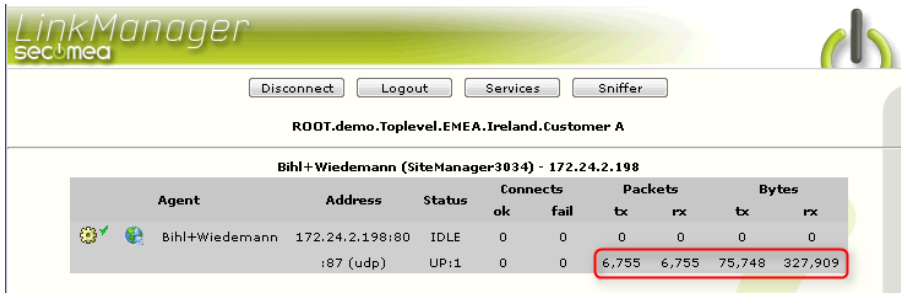 LinkManager
secomea
Disconnect Logout Services Sniffer
ROOT.demo.Toplevel.EMEA.Ireland.Customer A
Bihl+Wiedemann (SiteManager3034) - 172.24.2.198
Agent Address Status Connects Packets Bytes
ok fail tx rx tx rx
Bihl+Wiedemann 172.24.2.198:80 IDLE 0 0 0 0 0 0
:87 (udp) UP:1 0 0 6,755 6,755 75,748 327,909